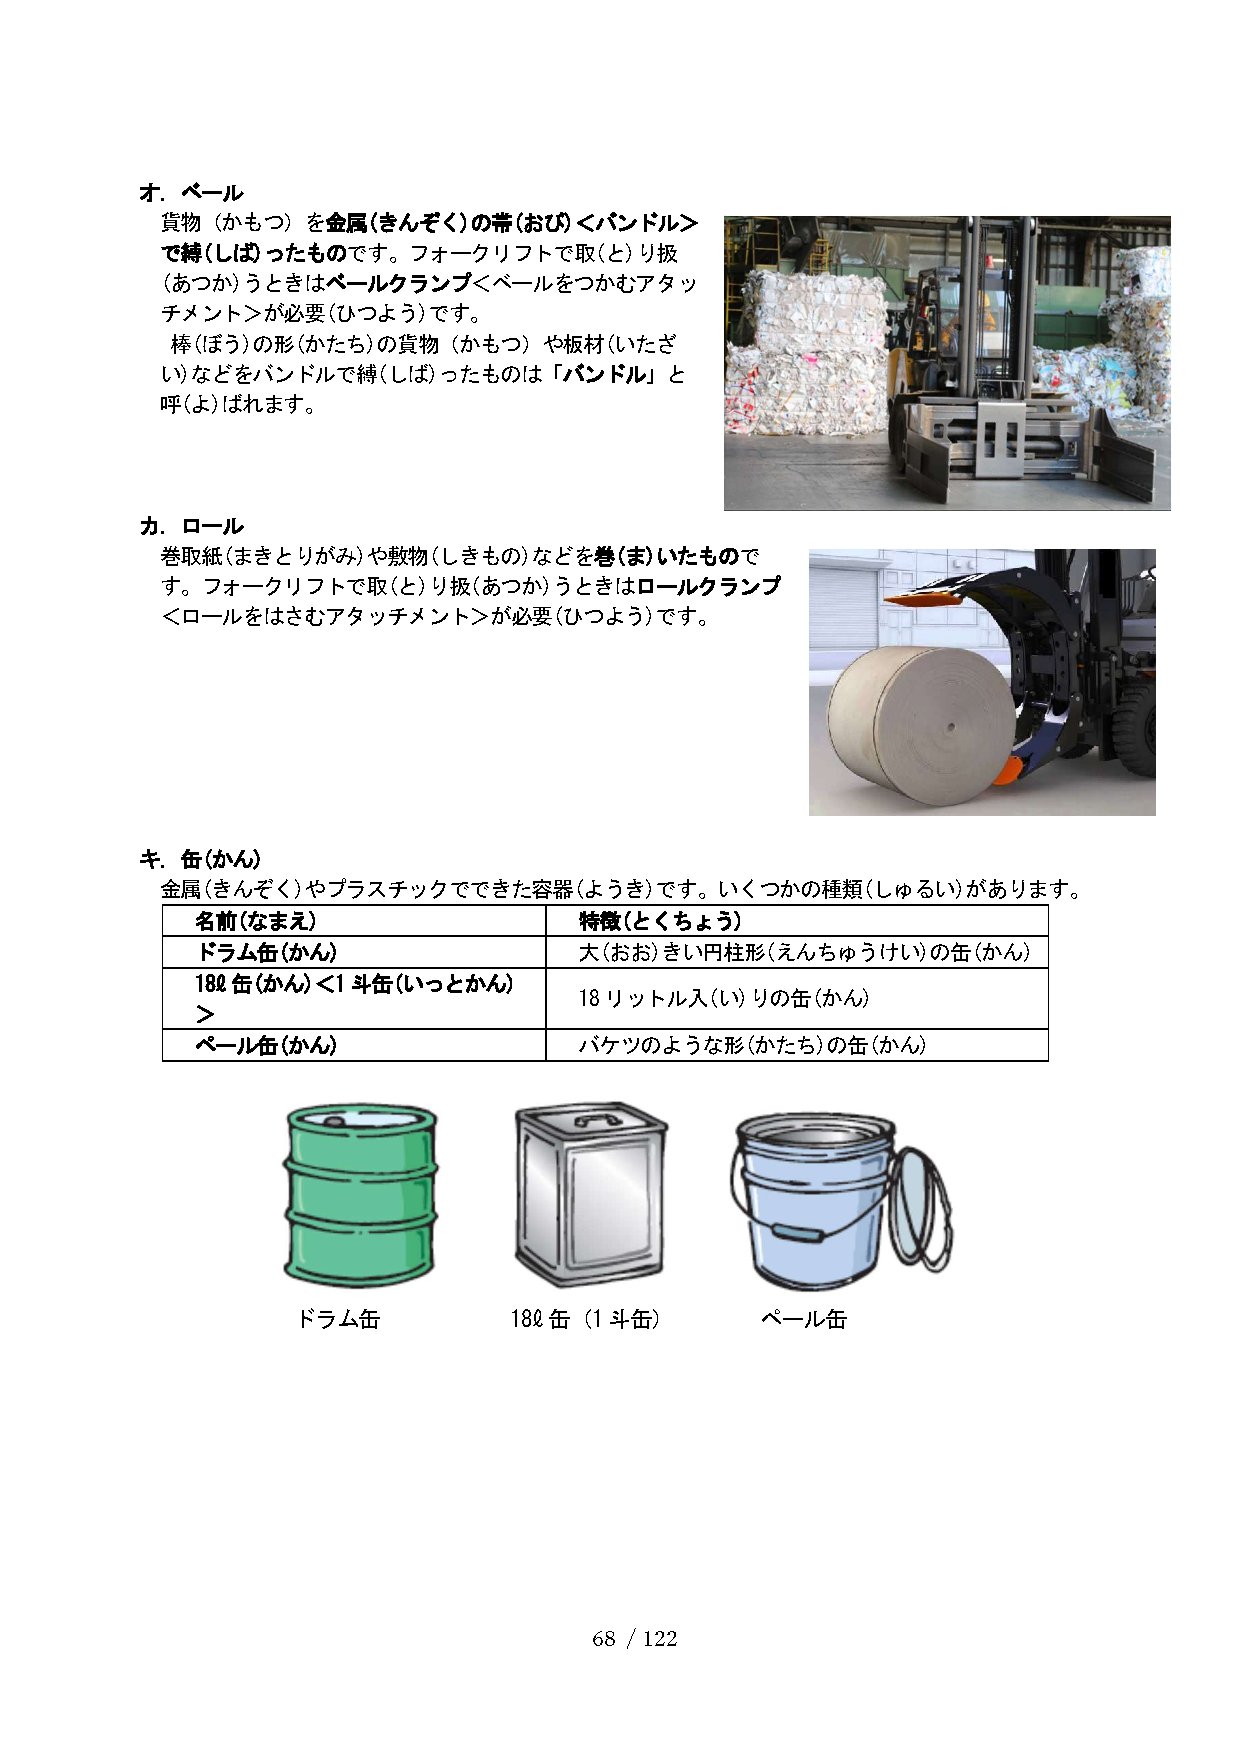 オ．ベール
貨物（かもつ）を金属(きんぞく)の帯(おび)＜バンドル＞
で縛(しば)ったものです。フォークリフトで取(と)り扱
(あつか)うときはベールクランプ＜ベールをつかむアタッ
チメント＞が必要(ひつよう)です。
棒(ぼう)の形(かたち)の貨物（かもつ）や板材(いたざ
い)などをバンドルで縛(しば)ったものは「バンドル」と
呼(よ)ばれます。
カ．ロール
巻取紙(まきとりがみ)や敷物(しきもの)などを巻(ま)いたもので
す。フォークリフトで取(と)り扱(あつか)うときはロールクランプ
＜ロールをはさむアタッチメント＞が必要(ひつよう)です。
キ．缶(かん)
金属(きんぞく)やプラスチックでできた容器(ようき)です。いくつかの種類(しゅるい)があります。
名前(なまえ) 特徴(とくちょう)
ドラム缶(かん) 大(おお)きい円柱形(えんちゅうけい)の缶(かん)
18ℓ缶(かん)＜1斗缶(いっとかん)
＞
18リットル入(い)りの缶(かん)
ペール缶(かん) バケツのような形(かたち)の缶(かん)
ドラム缶 18ℓ缶（1斗缶） ペール缶
68 / 122